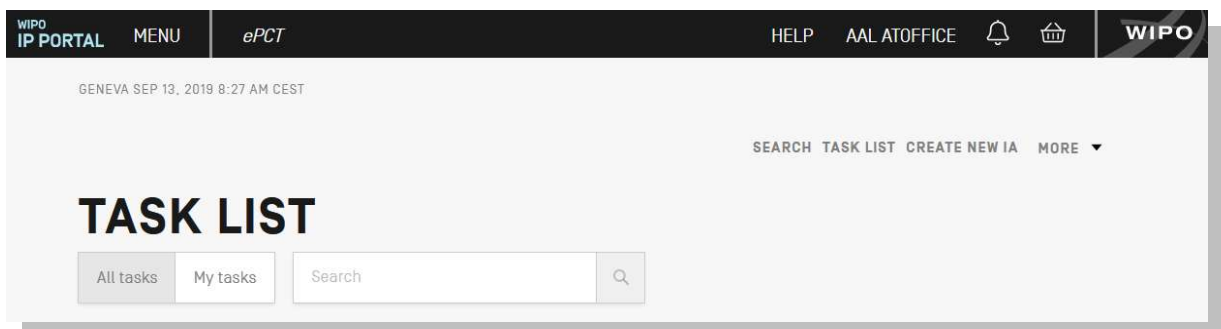 WIPO
IP PORTAL MENU ePCT HELP AAL ATOFFICE WIPO
GENEVA SEP 13, 2019 8:27 AM CEST
SEARCH TASK LIST CREATE NEW IA MORE
TASK LIST
All tasks My tasks Search